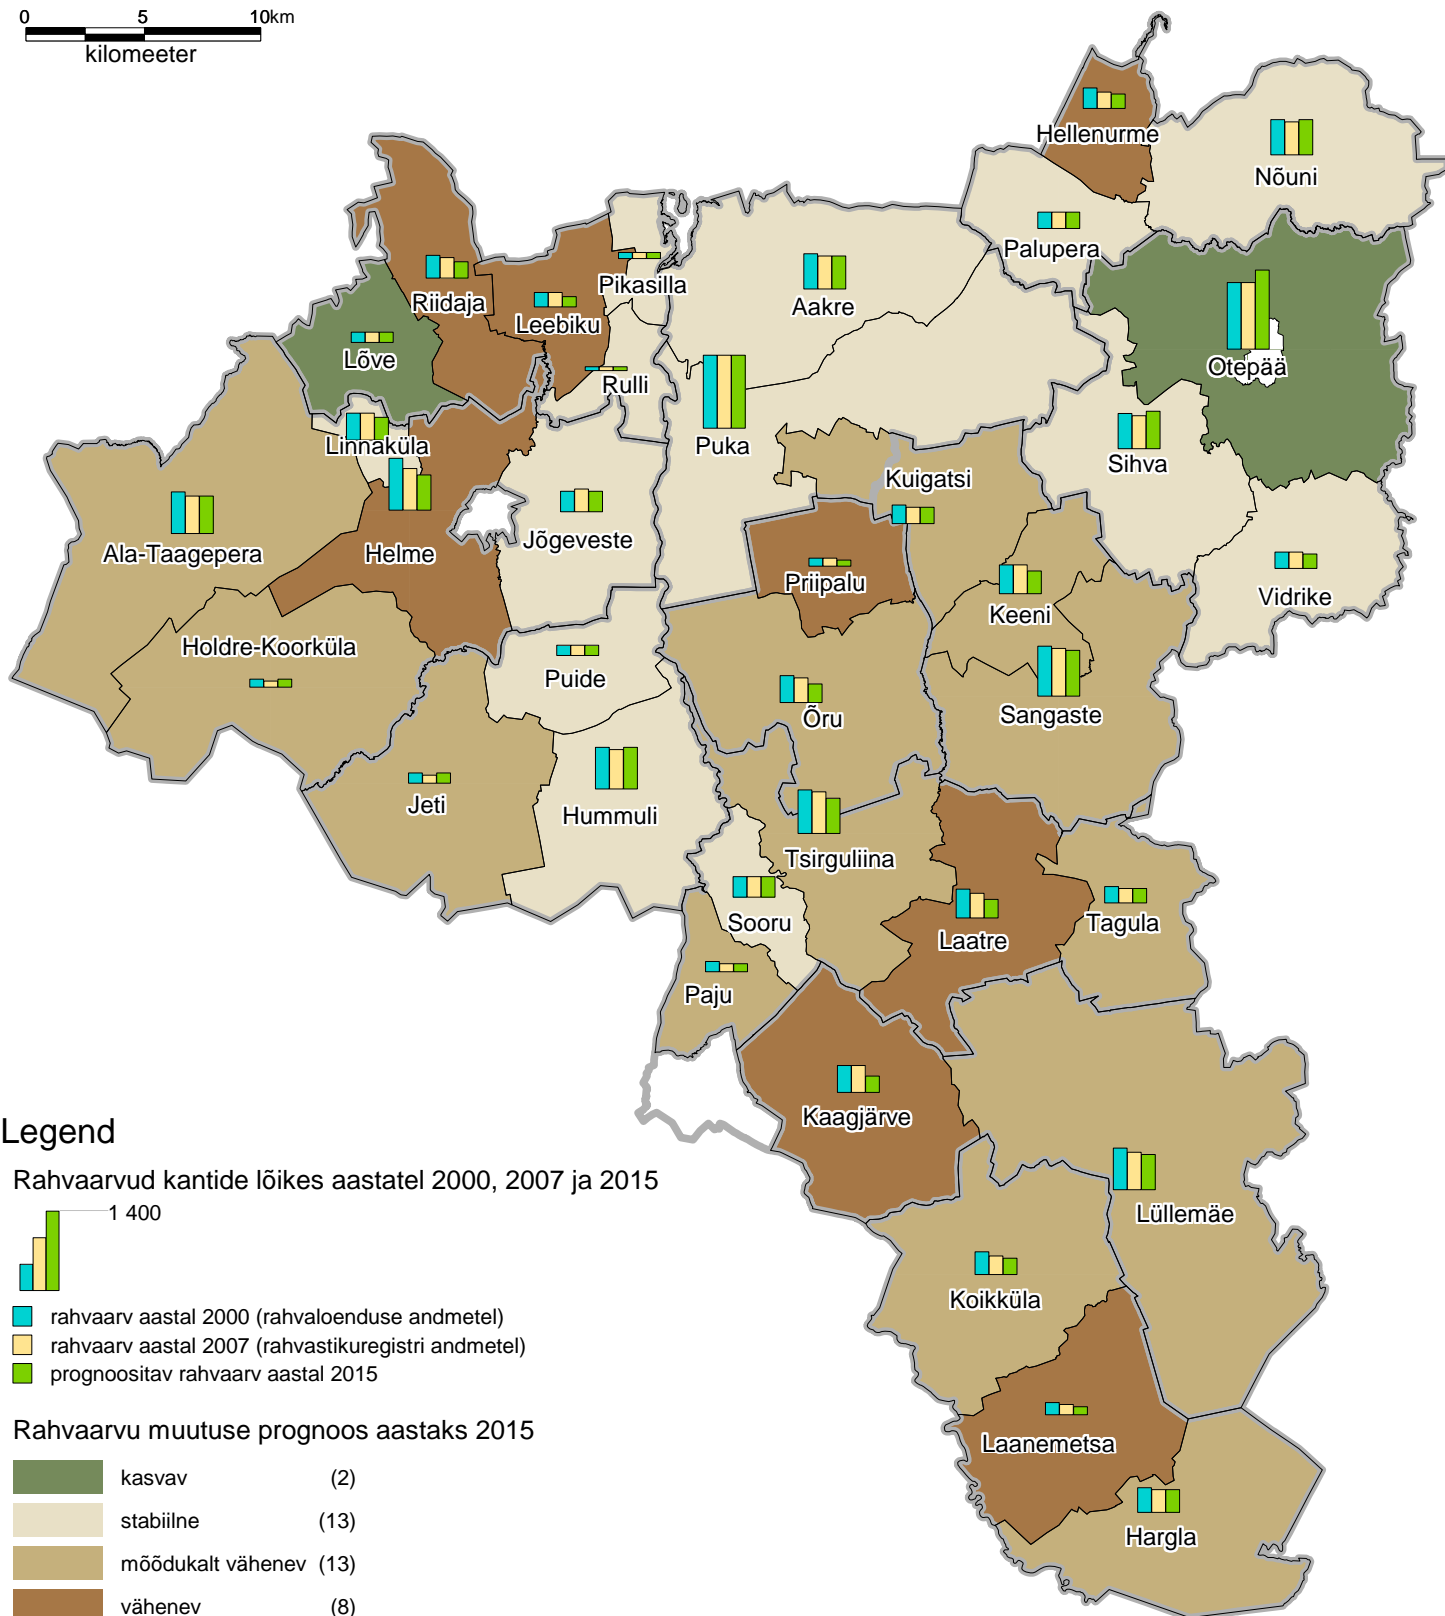 0 5 10km
kilomeeter
Hellenurme
Nõuni
Palupera
Pikasilla
Riidaja
Aakre
Leebiku
Lõve
Otepää
Rulli
Linnaküla
Puka
Sihva
Kuigatsi
Ala-Taagepera
Helme
Jõgeveste
Priipalu
Keeni
Vidrike
Holdre-Koorküla
Puide
Õru
Sangaste
Jeti
Hummuli
Tsirguliina
Sooru
Laatre
Tagula
Paju
Kaagjärve
Lüllemäe
Koikküla
Laanemetsa
Hargla
Legend
Rahvaarvud kantide lõikes aastatel 2000, 2007 ja 2015
1 400
rahvaarv aastal 2000 (rahvaloenduse andmetel)
rahvaarv aastal 2007 (rahvastikuregistri andmetel)
prognoositav rahvaarv aastal 2015
Rahvaarvu muutuse prognoos aastaks 2015
kasvav (2)
stabiilne (13)
mõõdukalt vähenev (13)
vähenev (8)